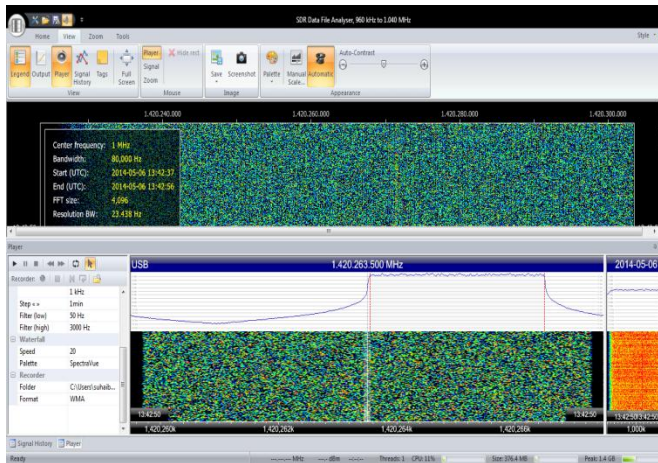 SDR Data File Analyser, 960 kHz to 1.040 MHz
Home View Zoom Tools Style
Legend Output Player Signal History Tags Full Screen
View
Player Hide rect
Signal
Zoom
Mouse
Save Screenshot
Image
Palette Manual Scale... Automatic
Auto-Contrast
Appearance
1.420.240.000 1.420.260.000 1.420.280.000 1.420.300.000
Center frequency: 1 MHz
Bandwidth: 80,000 Hz
Start (UTC): 2014-05-06 13:42:37
End (UTC): 2014-05-06 13:42:56
FFT size: 4,096
Resolution BW: 23.438 Hz
Player
Recorder:
USB 1.420.263.500 MHz 2014-05-06
1 kHz
Step «» 1min
Filter (low) 50 Hz
Filter (high) 3000 Hz
Waterfall
Speed 20
Palette SpectraVue
Recorder
Folder C:\Users\suhaib...
Format WMA
13:42:50 13:42:50 13:42:50
1,420,260k 1,420,262k 1,420,264k 1,420,266k 1,000k
Signal History Player
Ready MHz dBm Threads: 1 CPU: 11% Size: 376.4 MB Peak: 1.4 GB